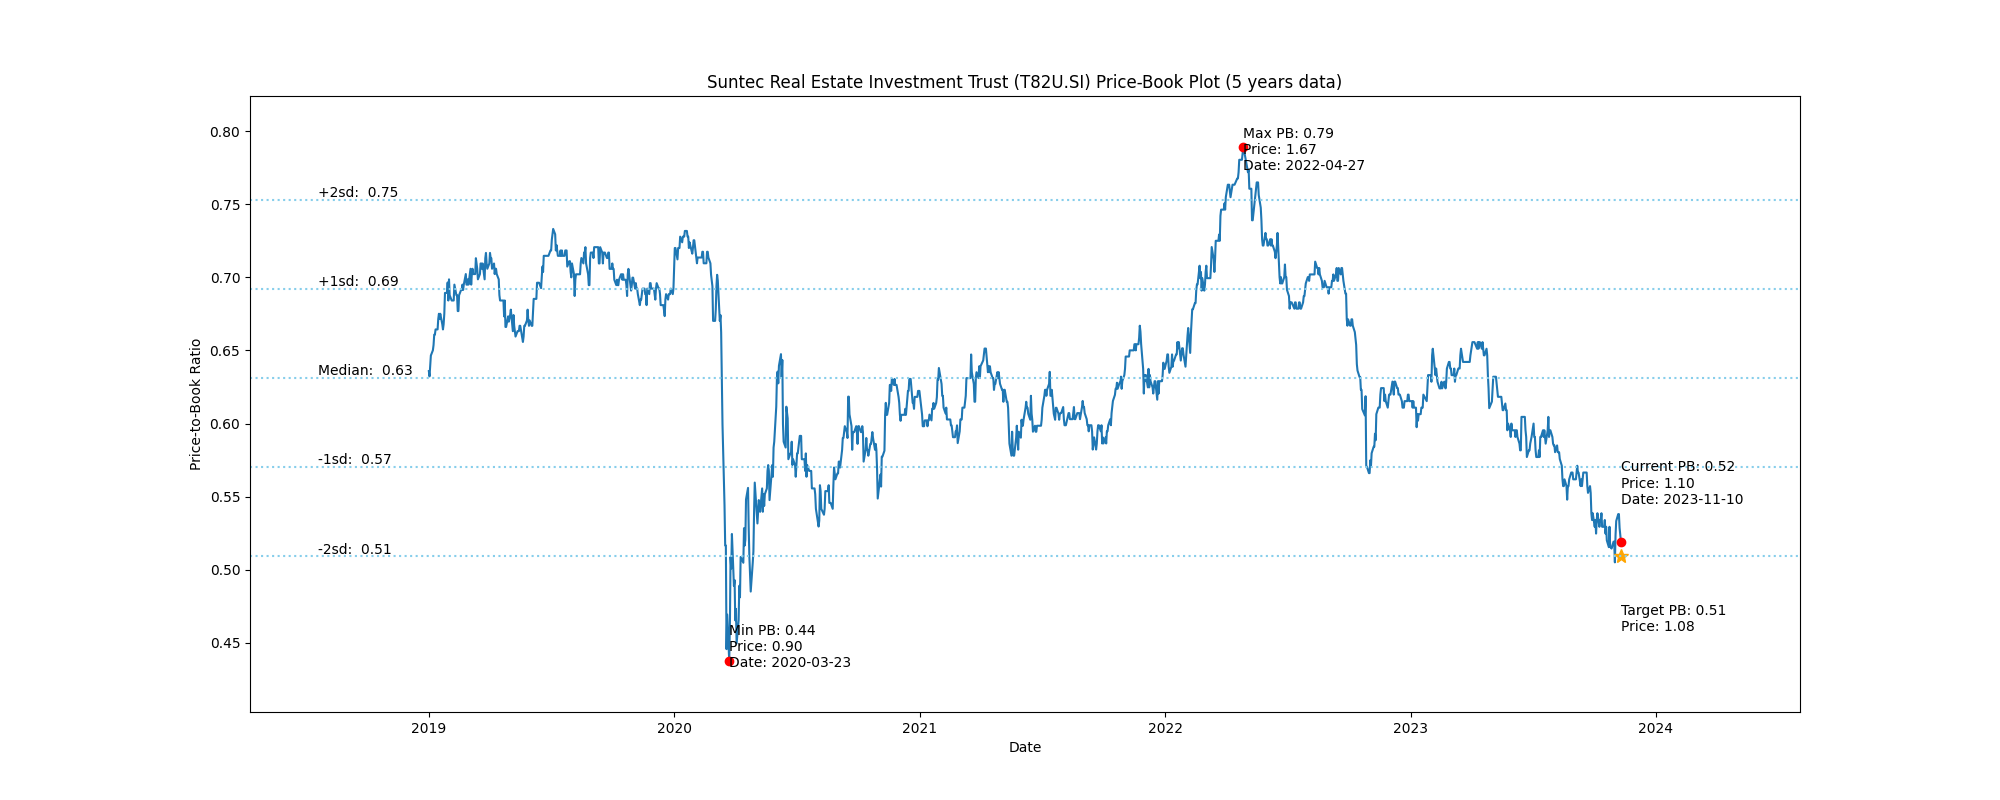 Suntec Real Estate Investment Trust (T82U.SI) Price-Book Plot (5 years data)
Price-to-Book Ratio
0.80
0.75
0.70
0.65
0.60
0.55
0.50
0.45
+2sd:  0.75
+1sd:  0.69
Median:  0.63
-1sd:  0.57
-2sd:  0.51
Max PB: 0.79
Price: 1.67
Date: 2022-04-27
Current PB: 0.52
Price: 1.10
Date: 2023-11-10
Target PB: 0.51
Price: 1.08
Min PB: 0.44
Price: 0.90
Date: 2020-03-23
2019
2020
2021
2022
2023
2024
Date